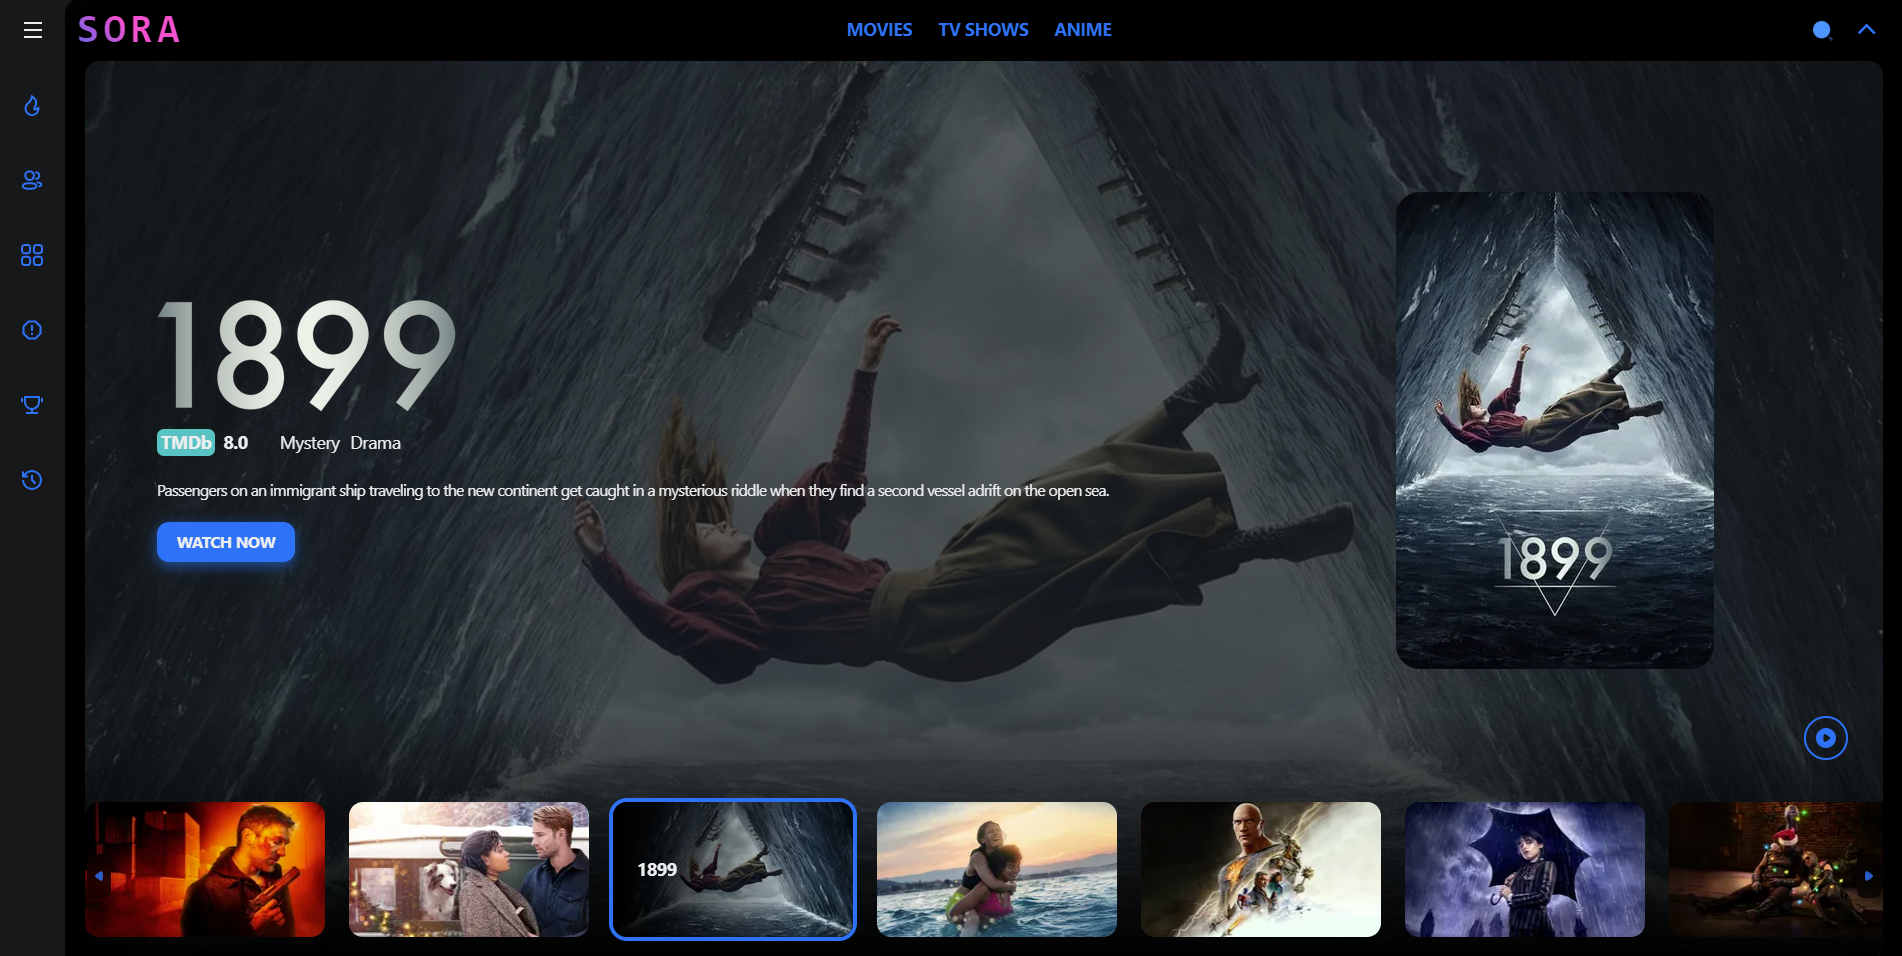 SORA
MOVIES TV SHOWS ANIME
1899
TMDb 8.0 Mystery Drama
Passengers on an immigrant ship traveling to the new continent get caught in a mysterious riddle when they find a second vessel adrift on the open sea.
WATCH NOW
1899
1899